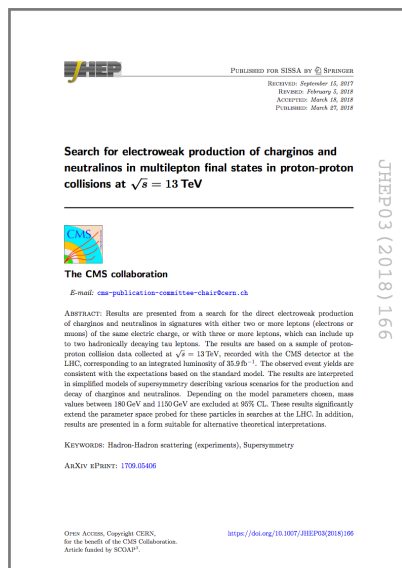 JHEP
Published for SISSA by Springer
Received: September 15, 2017
Revised: February 5, 2018
Accepted: March 18, 2018
Published: March 27, 2018
Search for electroweak production of charginos and
neutralinos in multilepton final states in proton-proton
collisions at √s = 13 TeV
CMS
The CMS collaboration
E-mail: cms-publication-committee-chair@cern.ch
Abstract: Results are presented from a search for the direct electroweak production
of charginos and neutralinos in signatures with either two or more leptons (electrons or
muons) of the same electric charge, or with three or more leptons, which can include up
to two hadronically decaying tau leptons. The results are based on a sample of proton-
proton collision data collected at √s = 13 TeV, recorded with the CMS detector at the
LHC, corresponding to an integrated luminosity of 35.9 fb⁻¹. The observed event yields are
consistent with the expectations based on the standard model. The results are interpreted
in simplified models of supersymmetry describing various scenarios for the production and
decay of charginos and neutralinos. Depending on the model parameters chosen, mass
values between 180 GeV and 1150 GeV are excluded at 95% CL. These results significantly
extend the parameter space probed for these particles in searches at the LHC. In addition,
results are presented in a form suitable for alternative theoretical interpretations.
Keywords: Hadron-Hadron scattering (experiments), Supersymmetry
ArXiv ePrint: 1709.05406
Open Access, Copyright CERN,
for the benefit of the CMS Collaboration.
Article funded by SCOAP³.
https://doi.org/10.1007/JHEP03(2018)166
JHEP03(2018)166